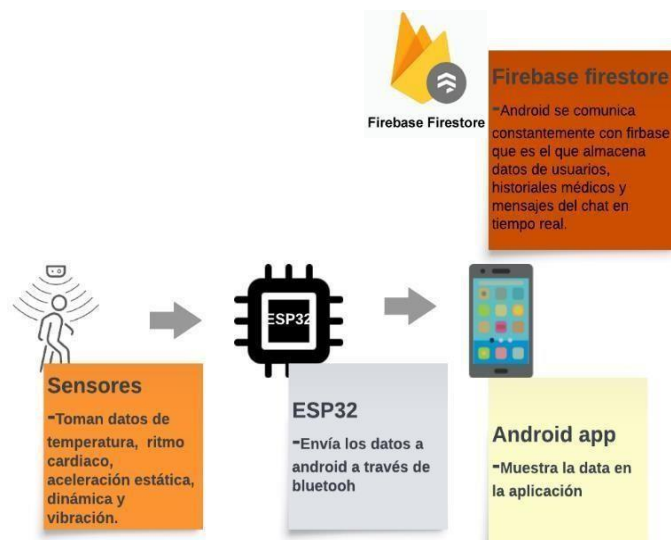 Firebase Firestore
Firebase firestore
-Android se comunica
constantemente con firbase
que es el que almacena
datos de usuarios,
historiales médicos y
mensajes del chat en
tiempo real.
ESP32
Sensores
-Toman datos de
temperatura, ritmo
cardiaco,
aceleración estática,
dinámica y
vibración.
ESP32
-Envía los datos a
android a través de
bluetooh
Android app
-Muestra la data en
la aplicación